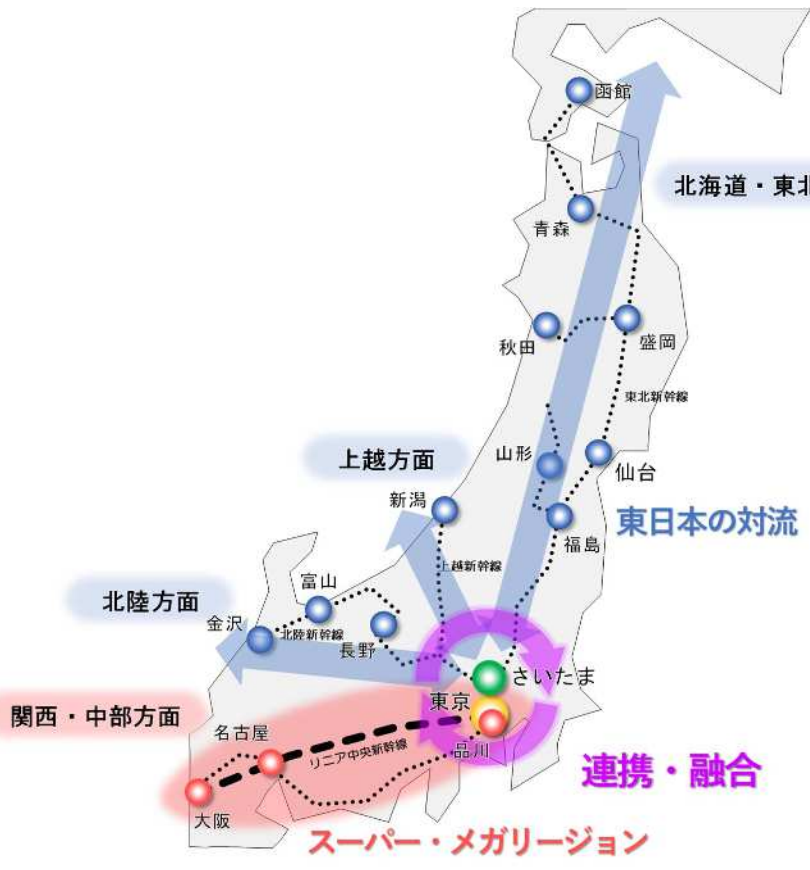 函館
北海道・東北
青森
秋田
盛岡
東北新幹線
上越方面
山形
仙台
新潟
東日本の対流
福島
上越新幹線
富山
北陸方面
金沢
北陸新幹線
長野
さいたま
東京
関西・中部方面
名古屋
品川
リニア中央新幹線
連携・融合
大阪
スーパー・メガリージョン